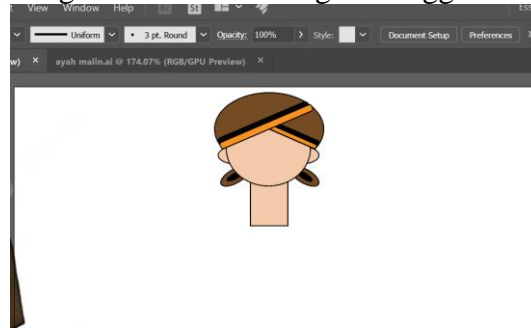 View Window Help St
Uniform 3 pt. Round Opacity: 100% Style: Document Setup Preferences
ayah malin.ai @ 174.07% (RGB/GPU Preview) ×